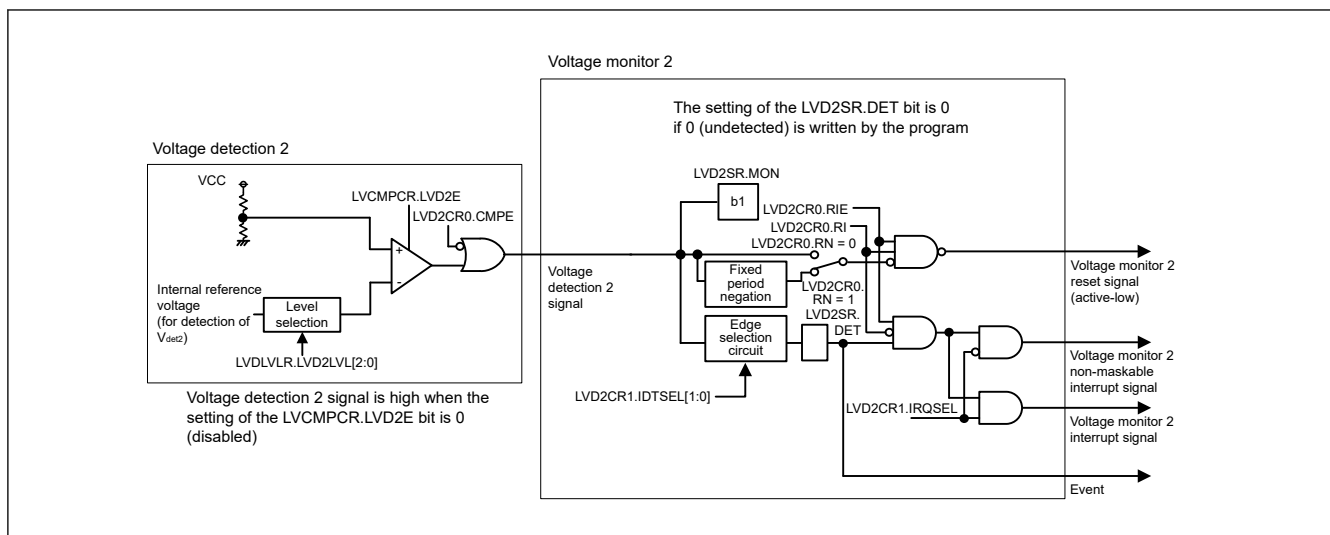 Voltage monitor 2
The setting of the LVD2SR.DET bit is 0
if 0 (undetected) is written by the program
Voltage detection 2
VCC
LVCMPCR.LVD2E
LVD2CR0.CMPE
+
-
Internal reference
voltage
(for detection of
Vdet2)
Level
selection
LVDLVLR.LVD2LVL[2:0]
Voltage detection 2 signal is high when the
setting of the LVCMPCR.LVD2E bit is 0
(disabled)
Voltage
detection 2
signal
LVD2SR.MON
b1
LVD2CR0.RIE
LVD2CR0.RI
LVD2CR0.RN = 0
Fixed
period
negation
LVD2CR0.
RN = 1
LVD2SR.
DET
Edge
selection
circuit
LVD2CR1.IDTSEL[1:0]
LVD2CR1.IRQSEL
Voltage monitor 2
reset signal
(active-low)
Voltage monitor 2
non-maskable
interrupt signal
Voltage monitor 2
interrupt signal
Event